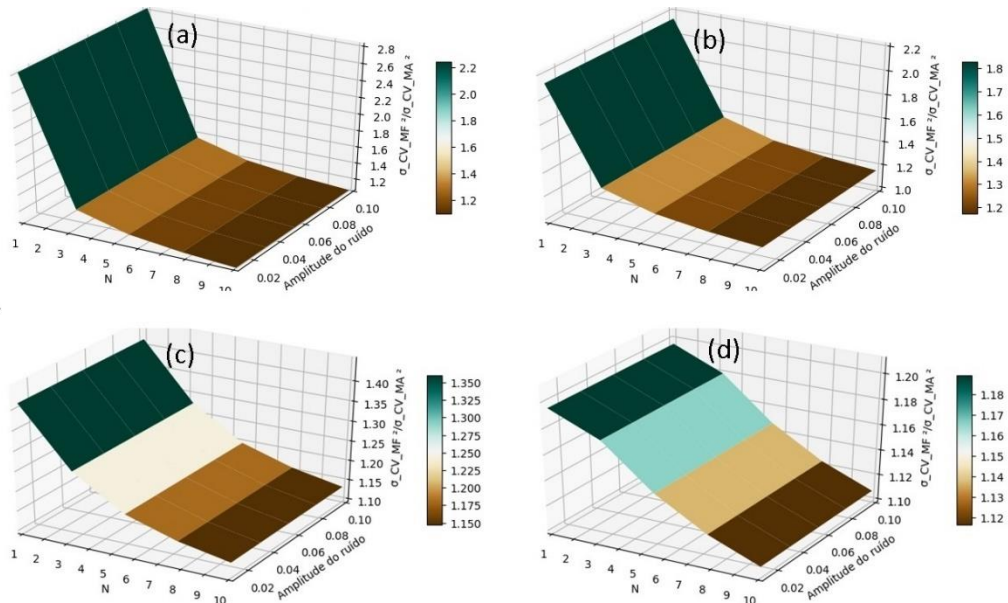 (a)
2.8
2.6
2.4
2.2
2.0
1.8
1.6
1.4
1.2
σ_CV_MF ²/σ_CV_MA ²
2.2
2.0
1.8
1.6
1.4
1.2
1 2 3 4 5 6 7 8 9 10
N
0.02 0.04 0.06 0.08 0.10
Amplitude do ruído
(b)
2.2
2.0
1.8
1.6
1.4
1.2
1.0
σ_CV_MF ²/σ_CV_MA ²
1.8
1.7
1.6
1.5
1.4
1.3
1.2
1 2 3 4 5 6 7 8 9 10
N
0.02 0.04 0.06 0.08 0.10
Amplitude do ruído
(c)
1.40
1.35
1.30
1.25
1.20
1.15
1.10
σ_CV_MF ²/σ_CV_MA ²
1.350
1.325
1.300
1.275
1.250
1.225
1.200
1.175
1.150
1 2 3 4 5 6 7 8 9 10
N
0.02 0.04 0.06 0.08 0.10
Amplitude do ruído
(d)
1.20
1.18
1.16
1.14
1.12
1.10
σ_CV_MF ²/σ_CV_MA ²
1.18
1.17
1.16
1.15
1.14
1.13
1.12
1 2 3 4 5 6 7 8 9 10
N
0.02 0.04 0.06 0.08 0.10
Amplitude do ruído